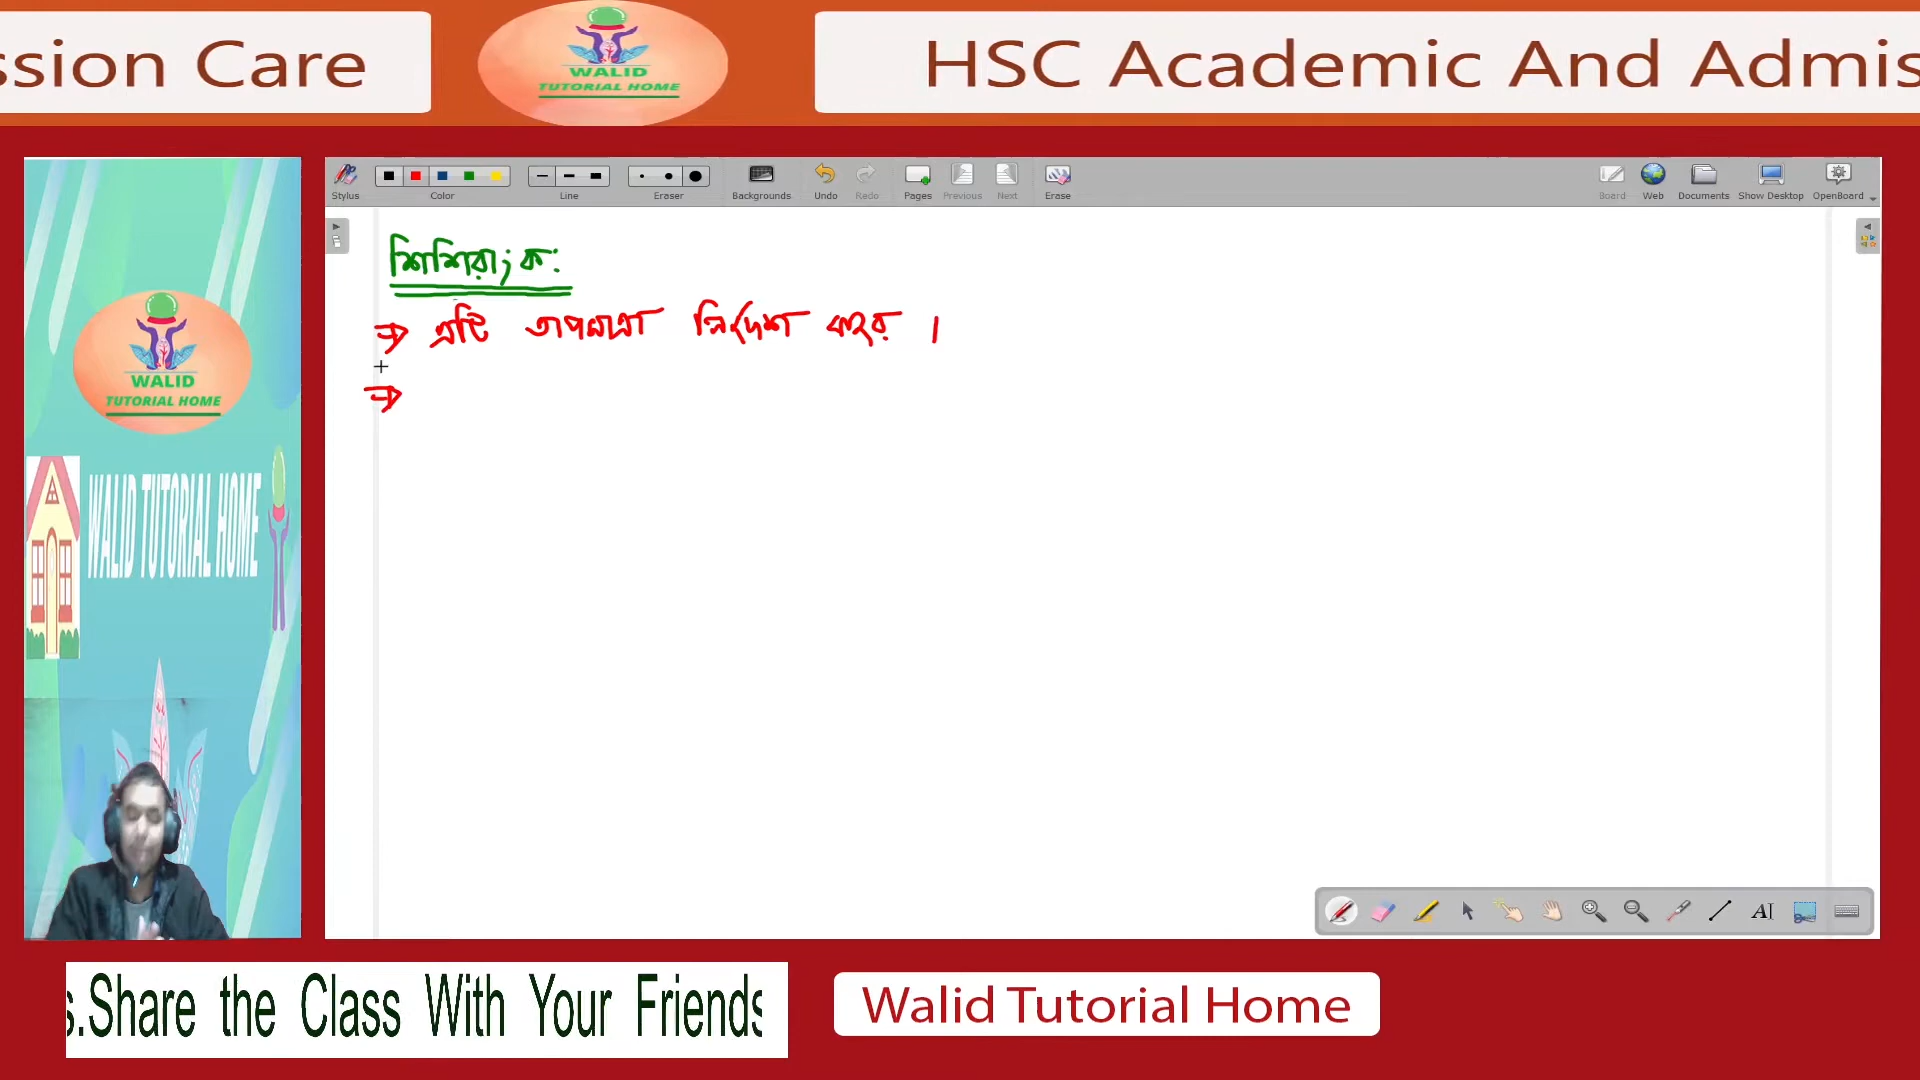 ssion Care
WALID
TUTORIAL HOME
HSC Academic And Admis
Stylus
Color
Line
Eraser
Backgrounds
Undo
Redo
Pages
Previous
Next
Erase
Board
Web
Documents
Show Desktop
OpenBoard
শিশিরা; ক:
⇒ এটি তাপমাত্রা নির্দেশ করে ।
⇒
WALID
TUTORIAL HOME
WALID TUTORIAL HOME
s.Share the Class With Your Friends
Walid Tutorial Home